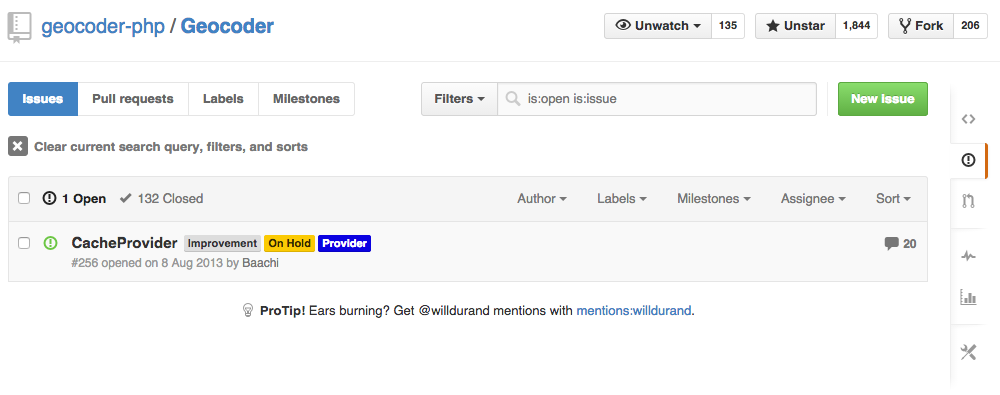 geocoder-php / Geocoder Unwatch 135 Unstar 1,844 Fork 206
Issues Pull requests Labels Milestones Filters is:open is:issue New Issue
Clear current search query, filters, and sorts
1 Open 132 Closed Author Labels Milestones Assignee Sort
CacheProvider Improvement On Hold Provider 20
#256 opened on 8 Aug 2013 by Baachi
ProTip! Ears burning? Get @willdurand mentions with mentions:willdurand.